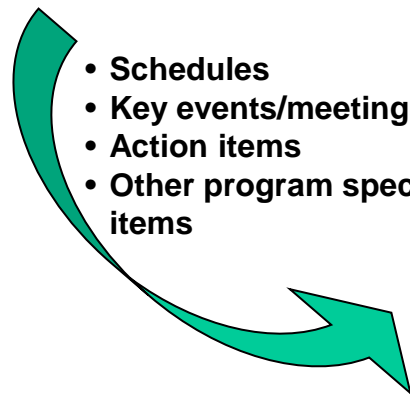 • Schedules
• Key events/meeting
• Action items
• Other program spec
items